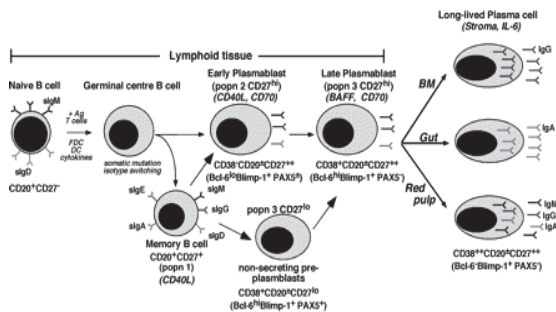 Long-lived Plasma cell
(Stroma, IL-6)
Lymphoid tissue
Naive B cell
sIgM
+ Ag
T cells
FDC
DC
cytokines
sIgD
CD20+CD27-
Germinal centre B cell
somatic mutation
isotype switching
Early Plasmablast
(popn 2 CD27hi)
(CD40L, CD70)
CD38-CD20±CD27++
(Bcl-6loBlimp-1+ PAX5±)
Late Plasmablast
(popn 3 CD27hi)
(BAFF, CD70)
CD38+CD20±CD27++
(Bcl-6hiBlimp-1+ PAX5-)
sIgE
sIgM
sIgG
sIgA
sIgD
Memory B cell
CD20+CD27+
(popn 1)
(CD40L)
popn 3 CD27lo
non-secreting pre-
plasmblasts
CD38+CD20±CD27lo
(Bcl-6hiBlimp-1+ PAX5+)
BM
IgG
Gut
IgA
Red
pulp
IgM
IgG
IgA
CD38++CD20±CD27++
(Bcl-6-Blimp-1+ PAX5-)